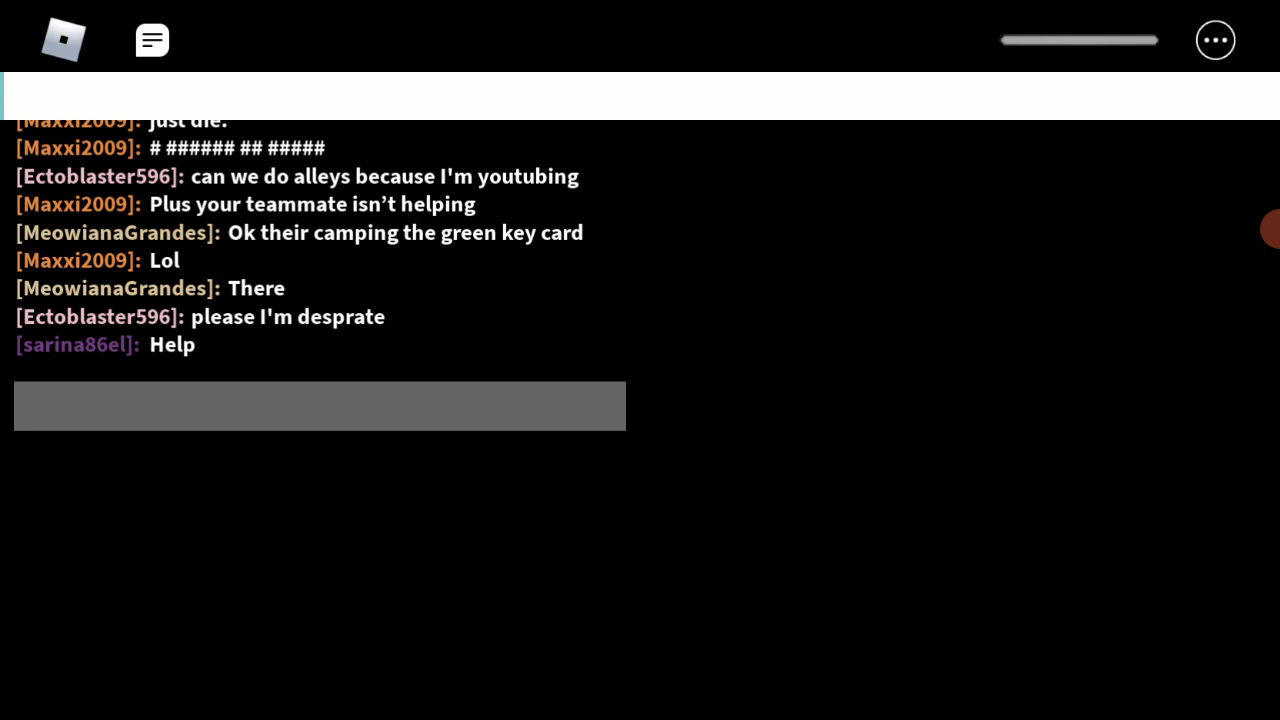 [Maxxi2009]: just die.
[Maxxi2009]: # ###### ## #####
[Ectoblaster596]: can we do alleys because I'm youtubing
[Maxxi2009]: Plus your teammate isn’t helping
[MeowianaGrandes]: Ok their camping the green key card
[Maxxi2009]: Lol
[MeowianaGrandes]: There
[Ectoblaster596]: please I'm desprate
[sarina86el]: Help